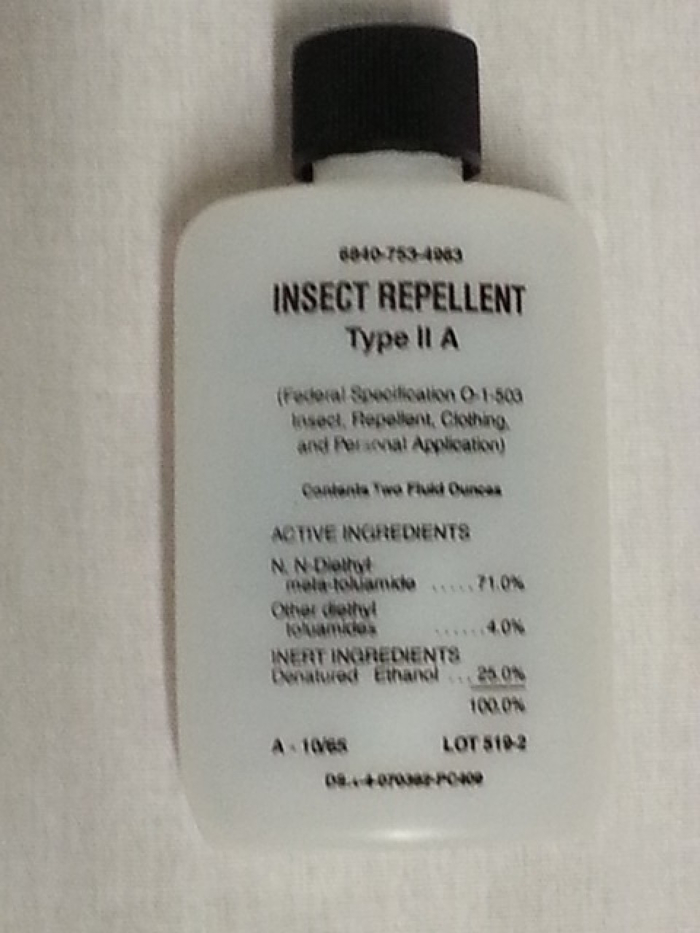 6840-753-4963
INSECT REPELLENT
Type II A
(Federal Specification O-1-503
Insect, Repellent, Clothing,
and Personal Application)
Contents Two Fluid Ounces
ACTIVE INGREDIENTS
N, N-Diethyl
meta-toluamide ..... 71.0%
Other diethyl
toluamides ...... 4.0%
INERT INGREDIENTS
Denatured Ethanol ... 25.0%
100.0%
A - 10/65 LOT 519-2